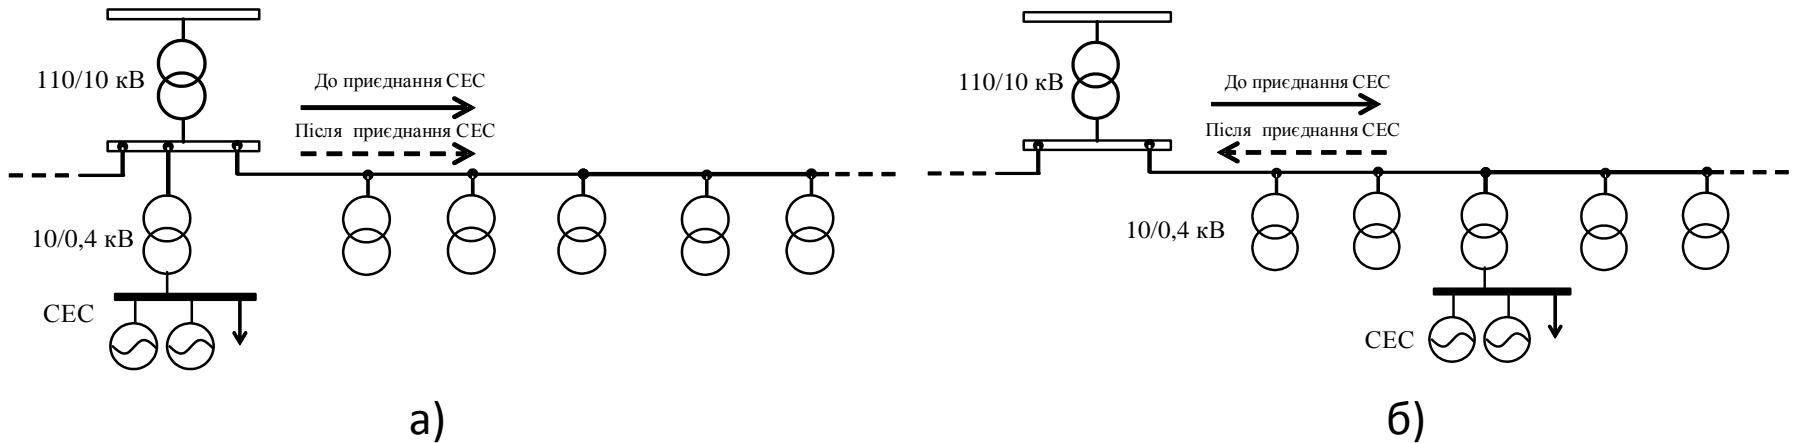 110/10 кВ
До приєднання СЕС
Після приєднання СЕС
10/0,4 кВ
СЕС
а)
110/10 кВ
До приєднання СЕС
Після приєднання СЕС
10/0,4 кВ
СЕС
б)